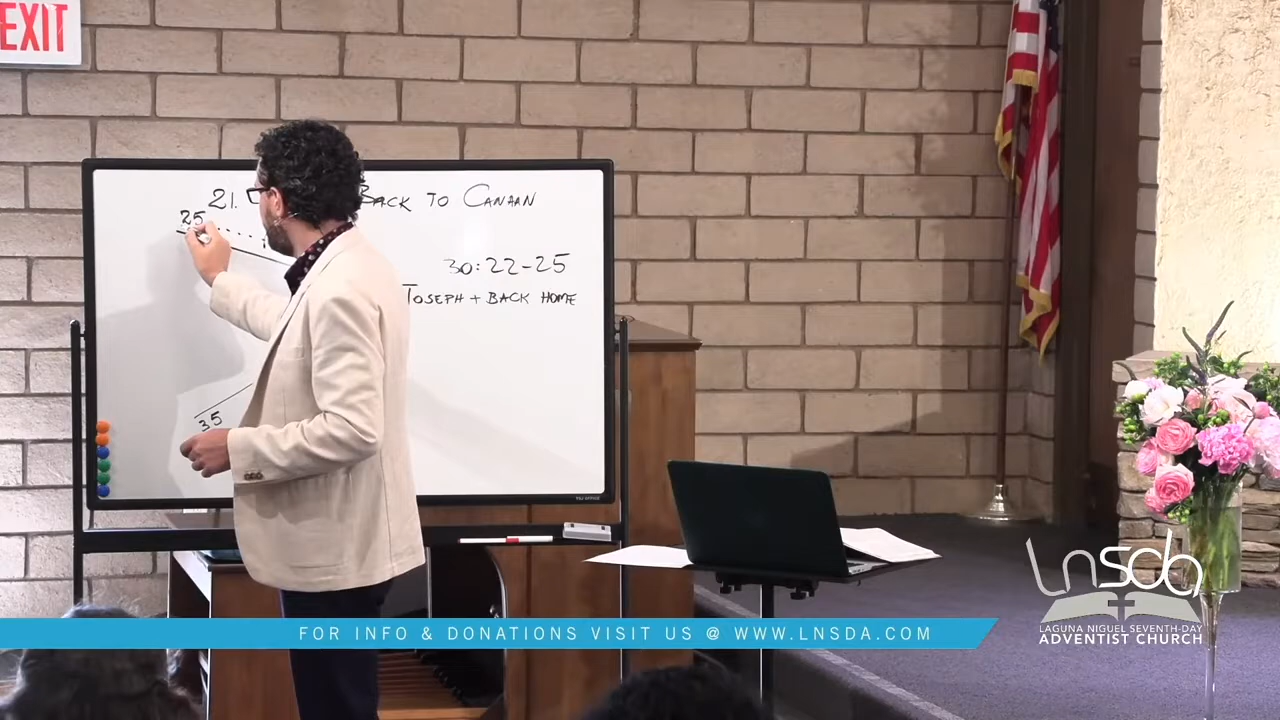 EXIT
21. BACK TO CANAAN
25
30:22-25
JOSEPH + BACK HOME
35
FOR INFO & DONATIONS VISIT US @ WWW.LNSDA.COM
Lnsda
LAGUNA NIGUEL SEVENTH-DAY
ADVENTIST CHURCH